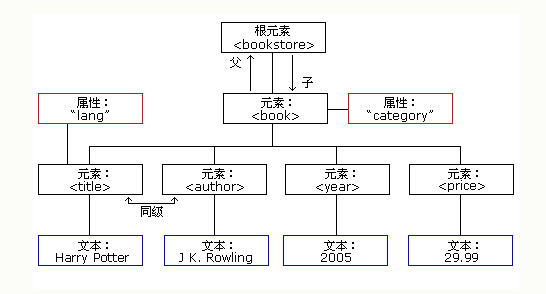 根元素
<bookstore>
父
子
属性：
“lang”
元素：
<book>
属性：
“category”
元素：
<title>
元素：
<author>
元素：
<year>
元素：
<price>
同级
文本：
Harry Potter
文本：
J K. Rowling
文本：
2005
文本：
29.99